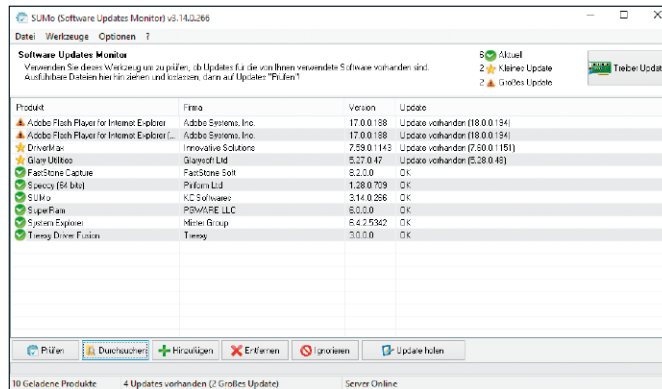 SUMo (Software Updates Monitor) v3.14.0.266
Datei Werkzeuge Optionen ?
Software Updates Monitor
Verwenden Sie dieses Werkzeug um zu prüfen, ob Updates für die von Ihnen verwendete Software vorhanden sind.
Ausführbare Dateien hier hin ziehen und loslassen, dann auf Updates "Prüfen"!
6 Aktuell
2 Kleines Update
2 Großes Update
Treiber Updat
Produkt Firma Version Update
Adobe Flash Player for Internet Explorer Adobe Systems, Inc. 17.0.0.188 Update vorhanden (18.0.0.194)
Adobe Flash Player for Internet Explorer (... Adobe Systems, Inc. 17.0.0.188 Update vorhanden (18.0.0.194)
DriverMax Innovative Solutions 7.59.0.1143 Update vorhanden (7.60.0.1151)
Glary Utilities Glarysoft Ltd 5.27.0.47 Update vorhanden (5.28.0.48)
FastStone Capture FastStone Soft 8.2.0.0 OK
Speccy (64 bits) Piriform Ltd 1.28.0.709 OK
SUMo KC Softwares 3.14.0.266 OK
SuperRam PGWARE LLC 6.0.0.0 OK
System Explorer Mister Group 6.4.2.5342 OK
Treexy Driver Fusion Treexy 3.0.0.0 OK
Prüfen Durchsuchen Hinzufügen Entfernen Ignorieren Update holen
10 Geladene Produkte 4 Updates vorhanden (2 Großes Update) Server Online